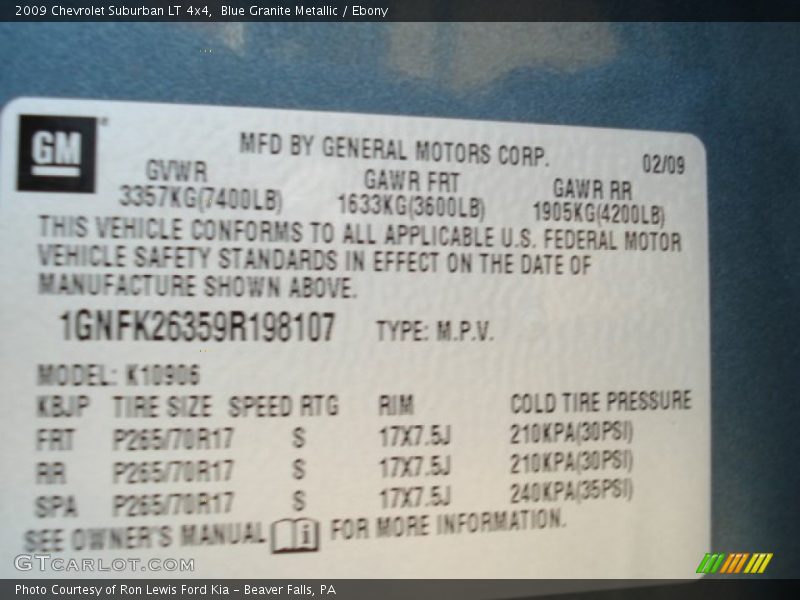 2009 Chevrolet Suburban LT 4x4,  Blue Granite Metallic / Ebony
GM
MFD BY GENERAL MOTORS CORP.
02/09
GVWR GAWR FRT GAWR RR
3357KG(7400LB) 1633KG(3600LB) 1905KG(4200LB)
THIS VEHICLE CONFORMS TO ALL APPLICABLE U.S. FEDERAL MOTOR
VEHICLE SAFETY STANDARDS IN EFFECT ON THE DATE OF
MANUFACTURE SHOWN ABOVE.
1GNFK26359R198107 TYPE: M.P.V.
MODEL: K10906
KBJP TIRE SIZE SPEED RTG RIM COLD TIRE PRESSURE
FRT P265/70R17 S 17X7.5J 210KPA(30PSI)
RR P265/70R17 S 17X7.5J 210KPA(30PSI)
SPA P265/70R17 S 17X7.5J 240KPA(35PSI)
SEE OWNER'S MANUAL i FOR MORE INFORMATION.
GTCARLOT.COM
Photo Courtesy of Ron Lewis Ford Kia - Beaver Falls, PA